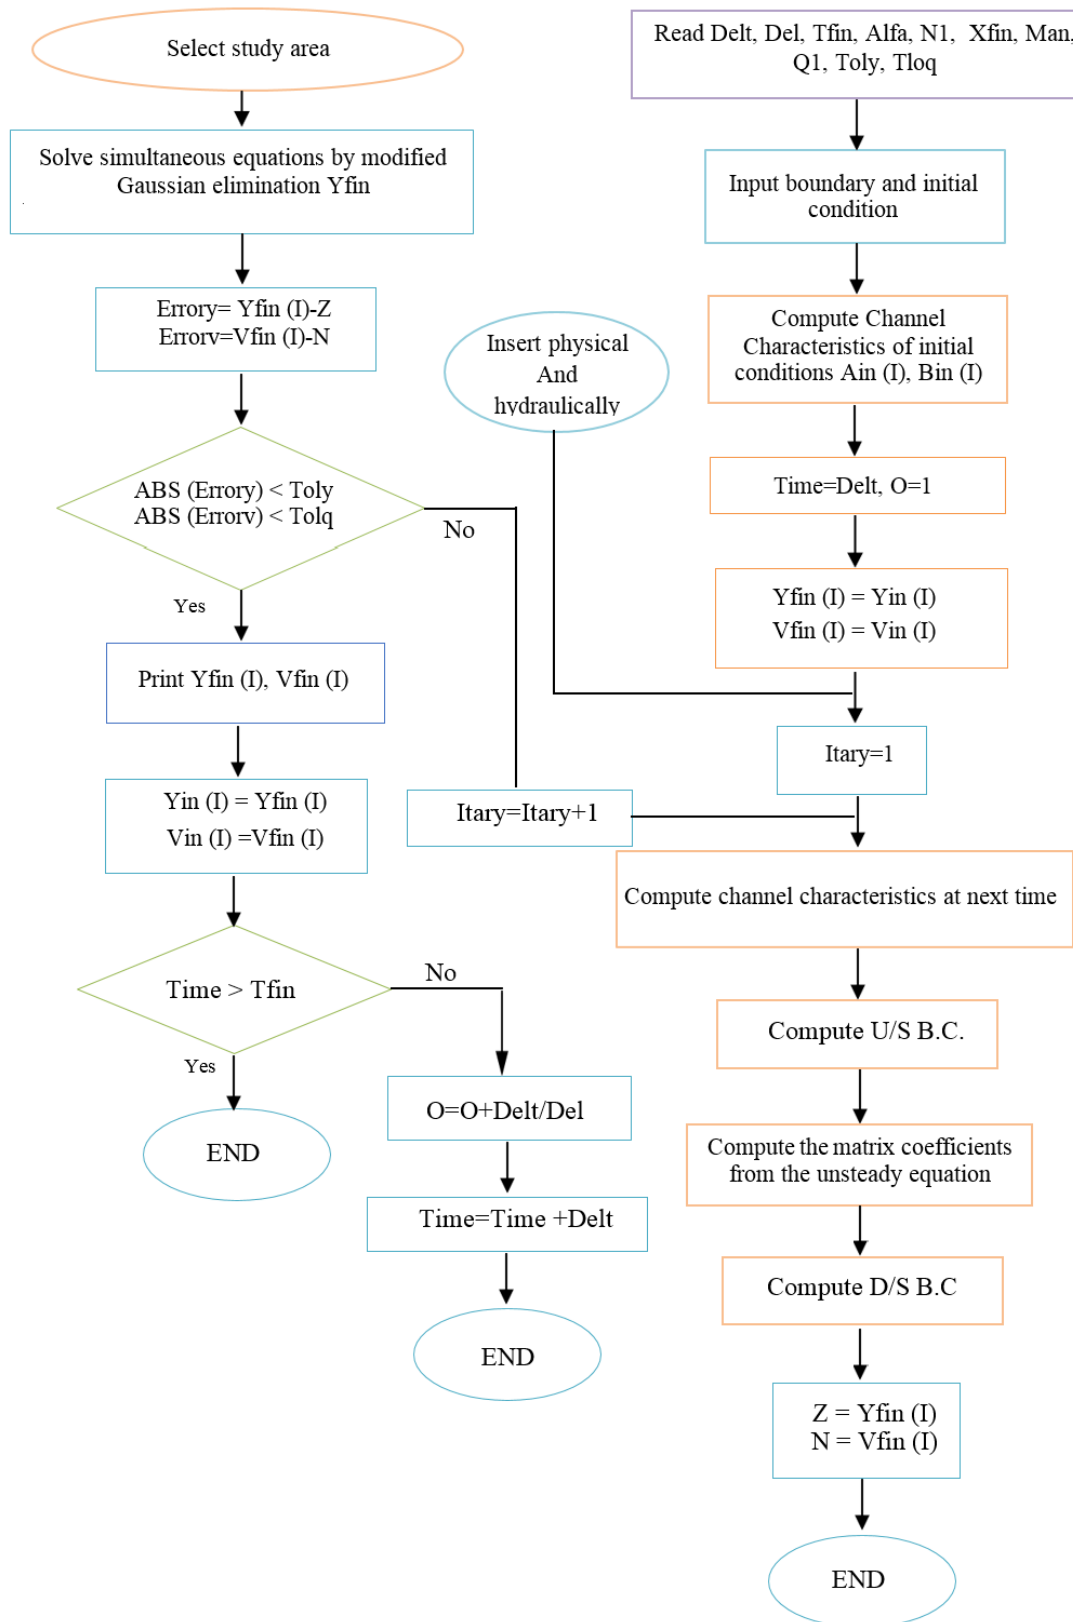 Select study area
Solve simultaneous equations by modified
Gaussian elimination Yfin
Errory= Yfin (I)-Z
Errorv=Vfin (I)-N
ABS (Errory) < Toly
ABS (Errorv) < Tolq
No
Yes
Print Yfin (I), Vfin (I)
Yin (I) = Yfin (I)
Vin (I) =Vfin (I)
Time > Tfin
No
Yes
END
O=O+Delt/Del
Time=Time +Delt
END
Insert physical
And
hydraulically
Itary=Itary+1
Read Delt, Del, Tfin, Alfa, N1, Xfin, Man,
Q1, Toly, Tloq
Input boundary and initial
condition
Compute Channel
Characteristics of initial
conditions Ain (I), Bin (I)
Time=Delt, O=1
Yfin (I) = Yin (I)
Vfin (I) = Vin (I)
Itary=1
Compute channel characteristics at next time
Compute U/S B.C.
Compute the matrix coefficients
from the unsteady equation
Compute D/S B.C
Z = Yfin (I)
N = Vfin (I)
END